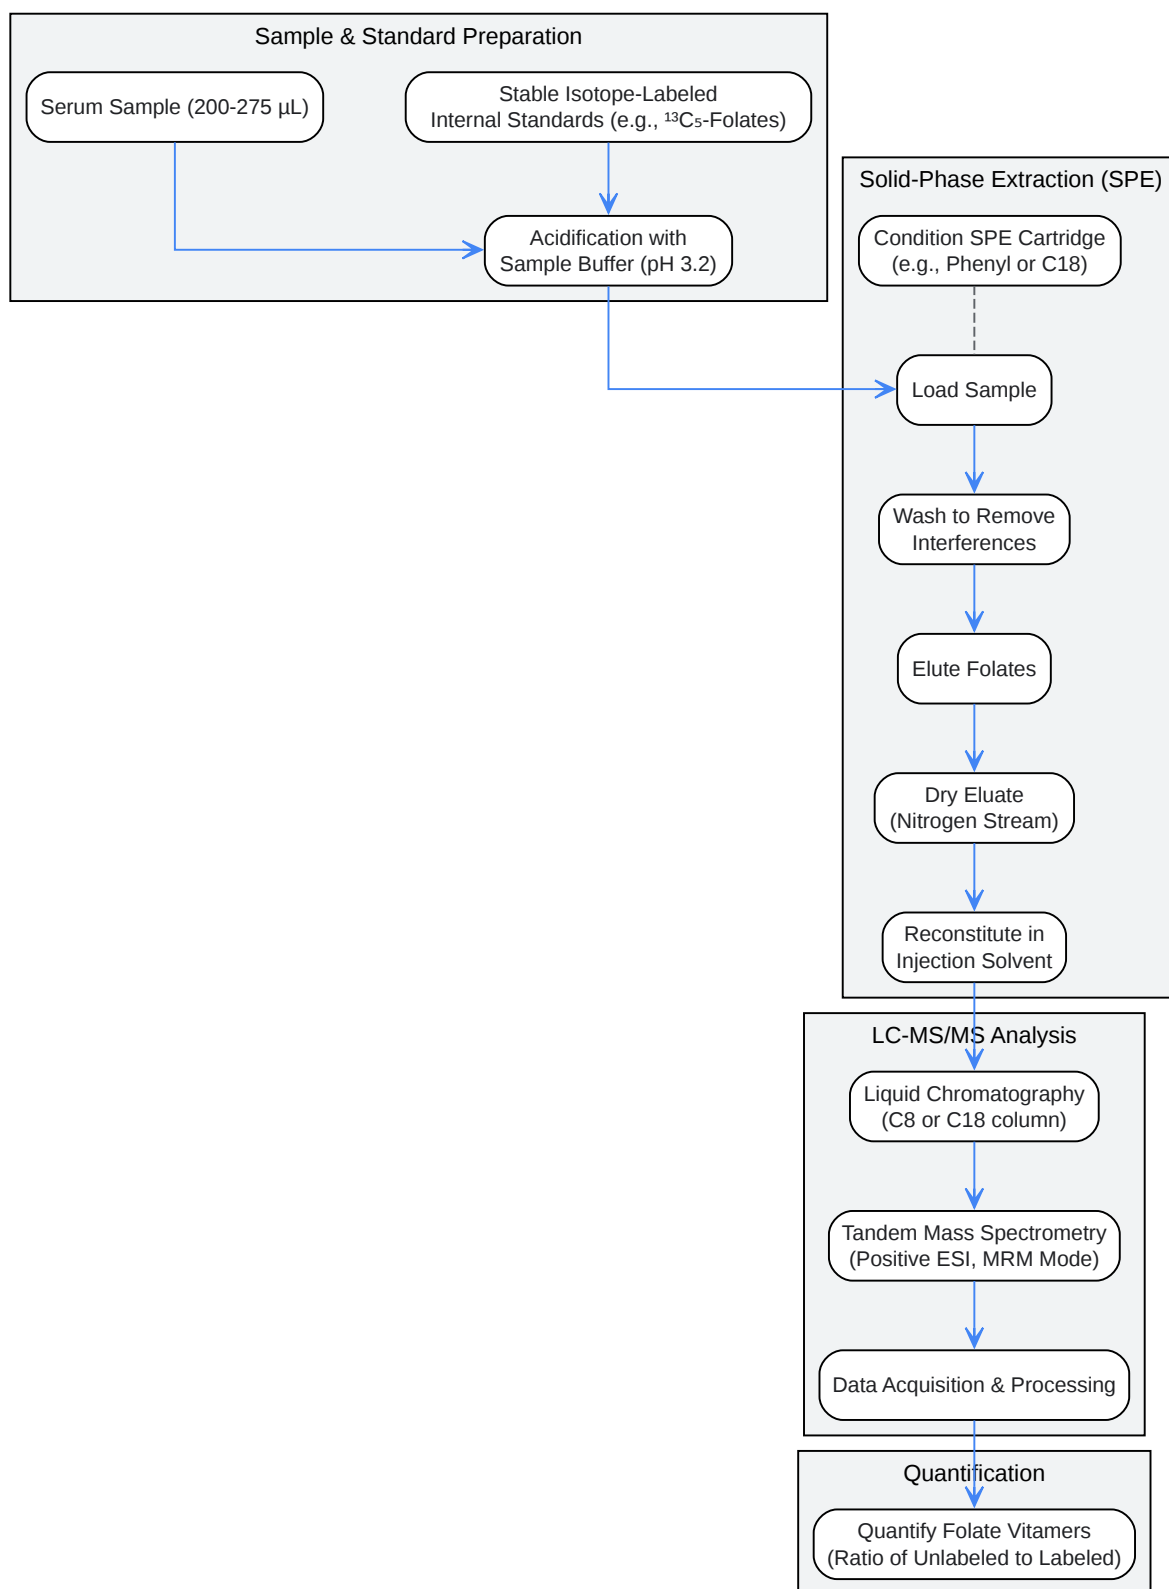 Sample & Standard Preparation
Serum Sample (200-275 µL)
Stable Isotope-Labeled
Internal Standards (e.g., ¹³C₅-Folates)
Acidification with
Sample Buffer (pH 3.2)
Solid-Phase Extraction (SPE)
Condition SPE Cartridge
(e.g., Phenyl or C18)
Load Sample
Wash to Remove
Interferences
Elute Folates
Dry Eluate
(Nitrogen Stream)
Reconstitute in
Injection Solvent
LC-MS/MS Analysis
Liquid Chromatography
(C8 or C18 column)
Tandem Mass Spectrometry
(Positive ESI, MRM Mode)
Data Acquisition & Processing
Quantification
Quantify Folate Vitamers
(Ratio of Unlabeled to Labeled)